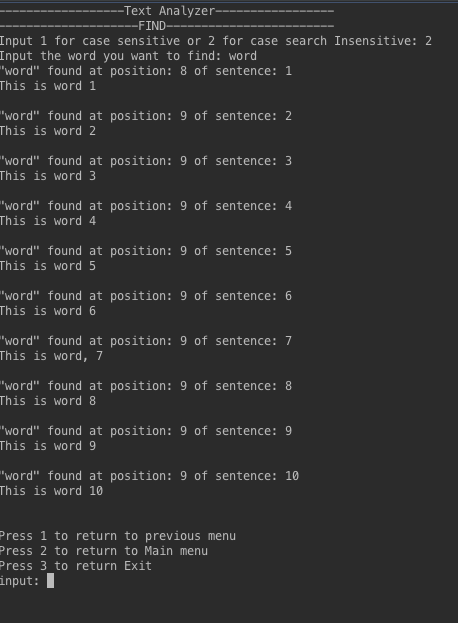 ------------------Text Analyzer-----------------
--------------------FIND------------------------
Input 1 for case sensitive or 2 for case search Insensitive: 2
Input the word you want to find: word
"word" found at position: 8 of sentence: 1
This is word 1
"word" found at position: 9 of sentence: 2
This is word 2
"word" found at position: 9 of sentence: 3
This is word 3
"word" found at position: 9 of sentence: 4
This is word 4
"word" found at position: 9 of sentence: 5
This is word 5
"word" found at position: 9 of sentence: 6
This is word 6
"word" found at position: 9 of sentence: 7
This is word, 7
"word" found at position: 9 of sentence: 8
This is word 8
"word" found at position: 9 of sentence: 9
This is word 9
"word" found at position: 9 of sentence: 10
This is word 10
Press 1 to return to previous menu
Press 2 to return to Main menu
Press 3 to return Exit
input: